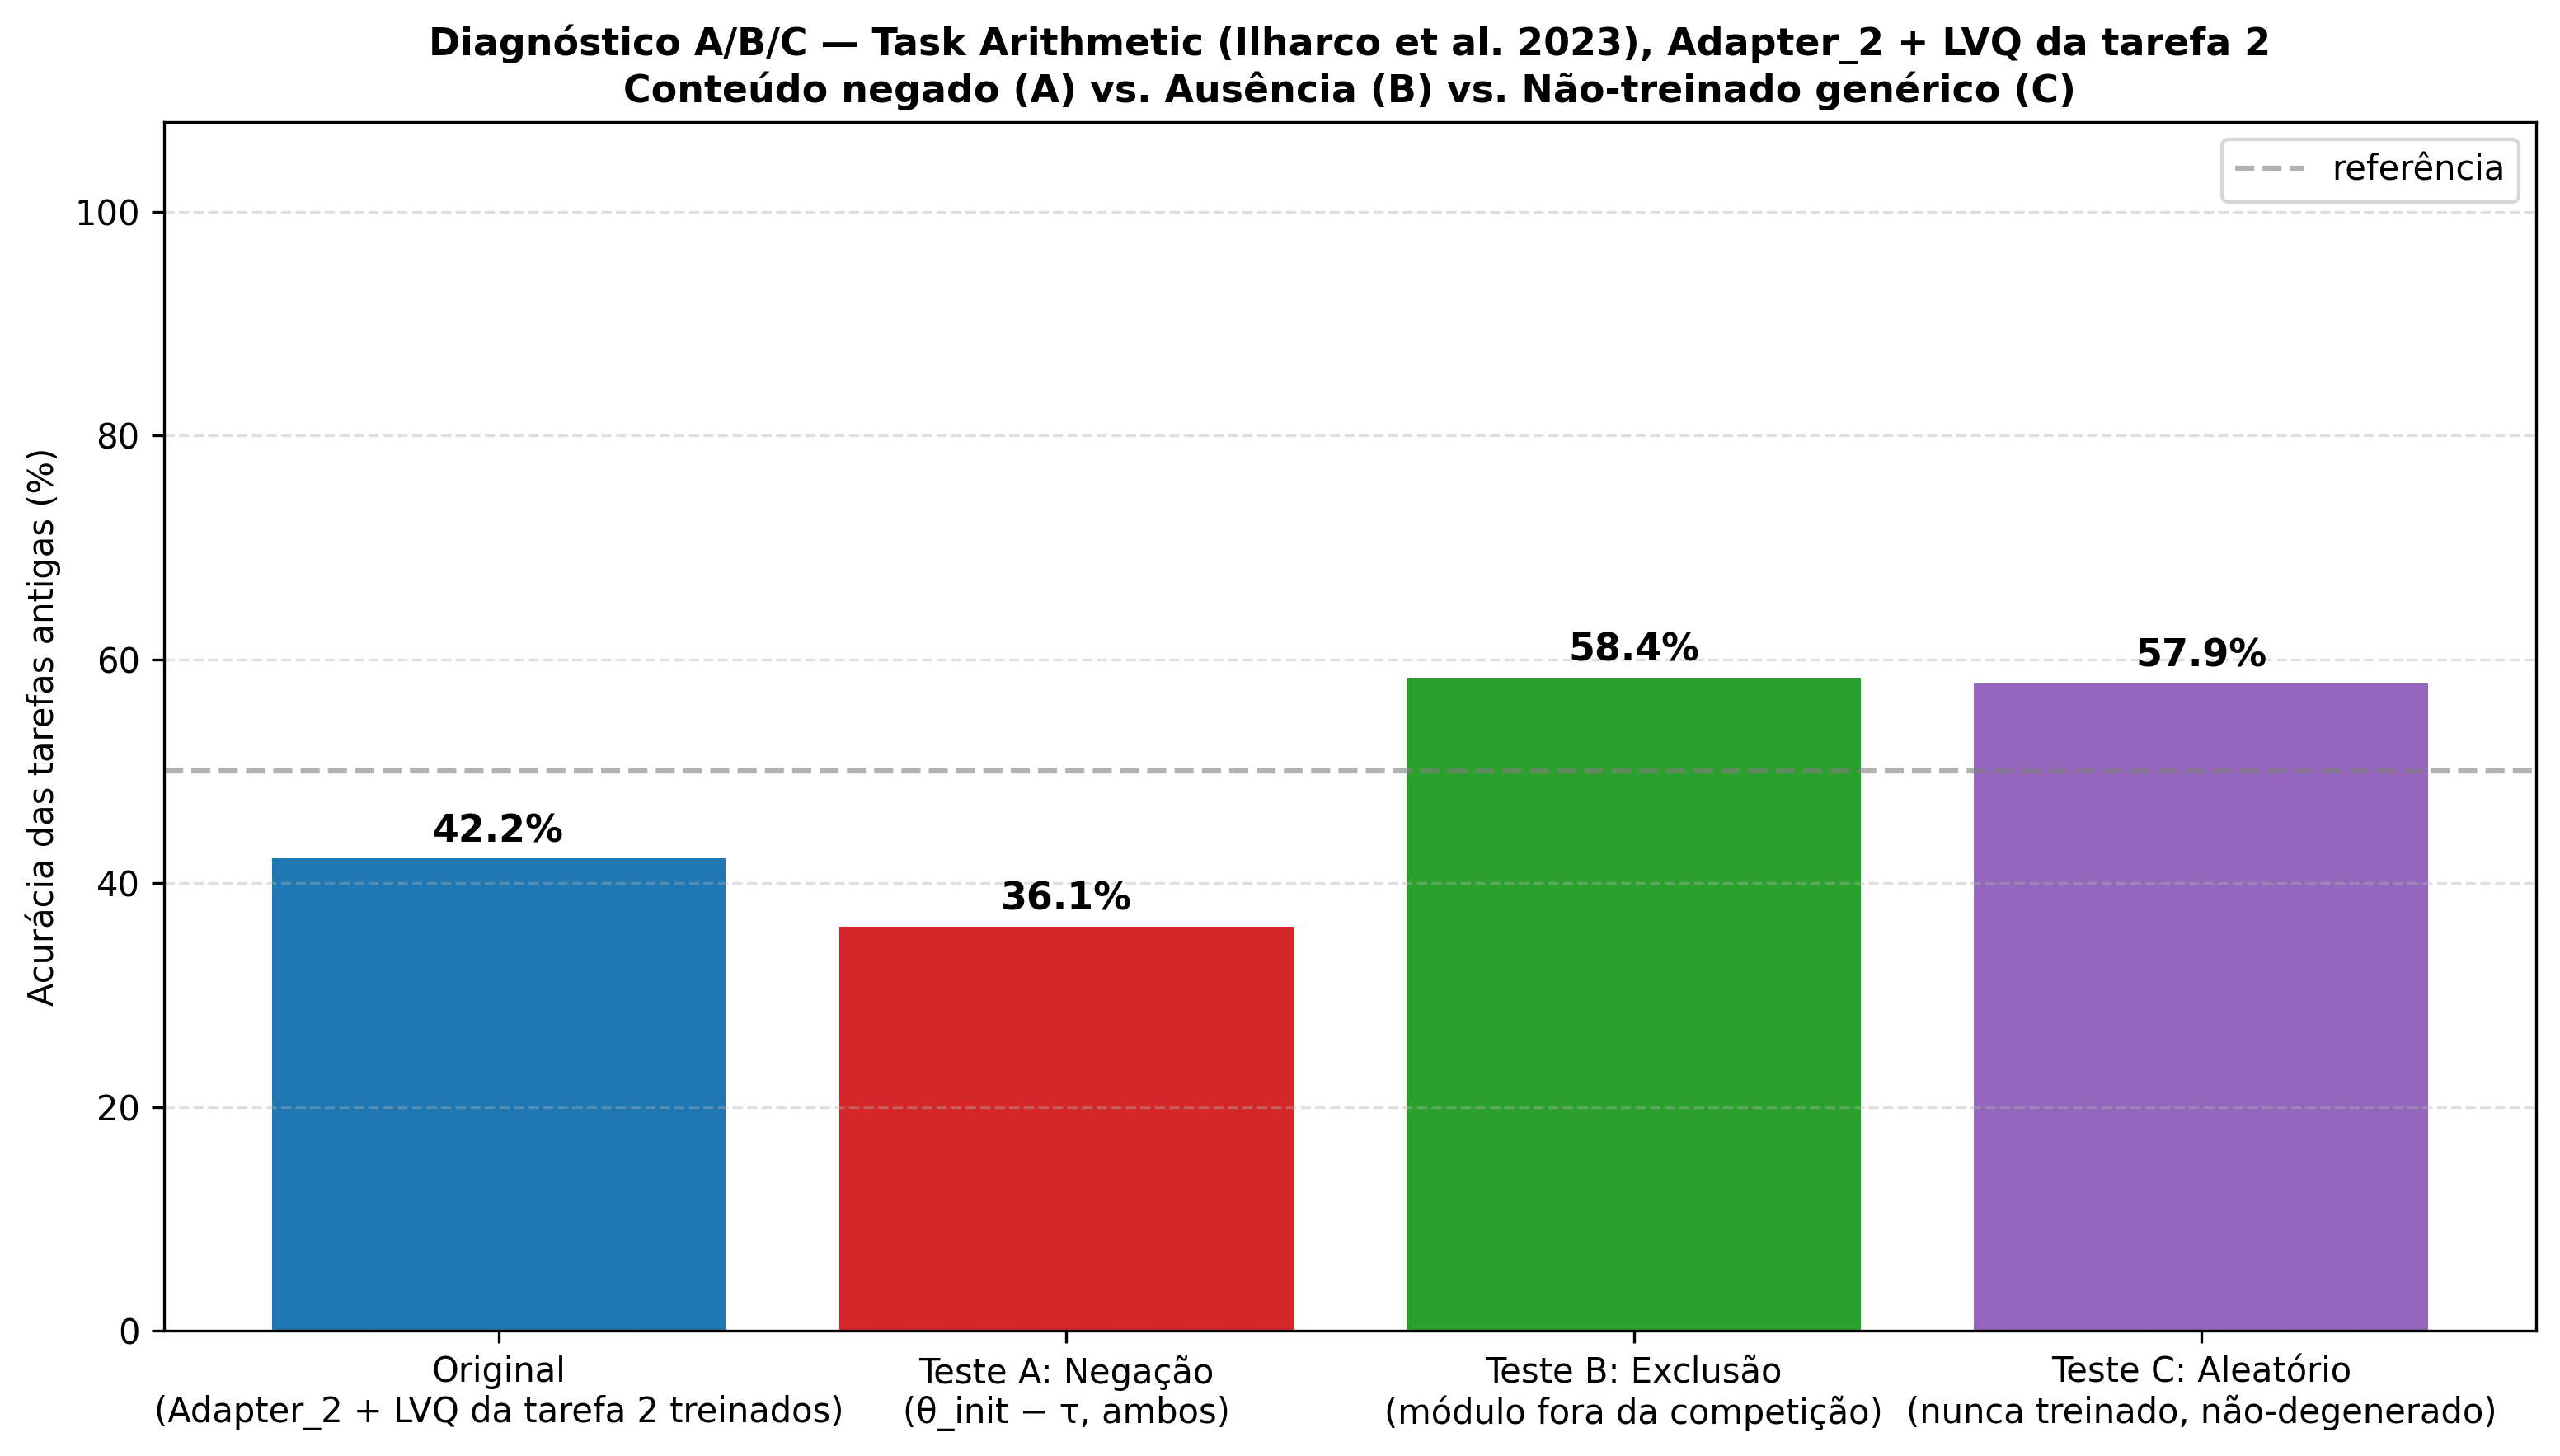 Diagnóstico A/B/C — Task Arithmetic (Ilharco et al. 2023), Adapter_2 + LVQ da tarefa 2
Conteúdo negado (A) vs. Ausência (B) vs. Não-treinado genérico (C)
referência
Acurácia das tarefas antigas (%)
100
80
60
40
20
0
42.2%
36.1%
58.4%
57.9%
Original
(Adapter_2 + LVQ da tarefa 2 treinados)
Teste A: Negação
(θ_init − τ, ambos)
Teste B: Exclusão
(módulo fora da competição)
Teste C: Aleatório
(nunca treinado, não-degenerado)